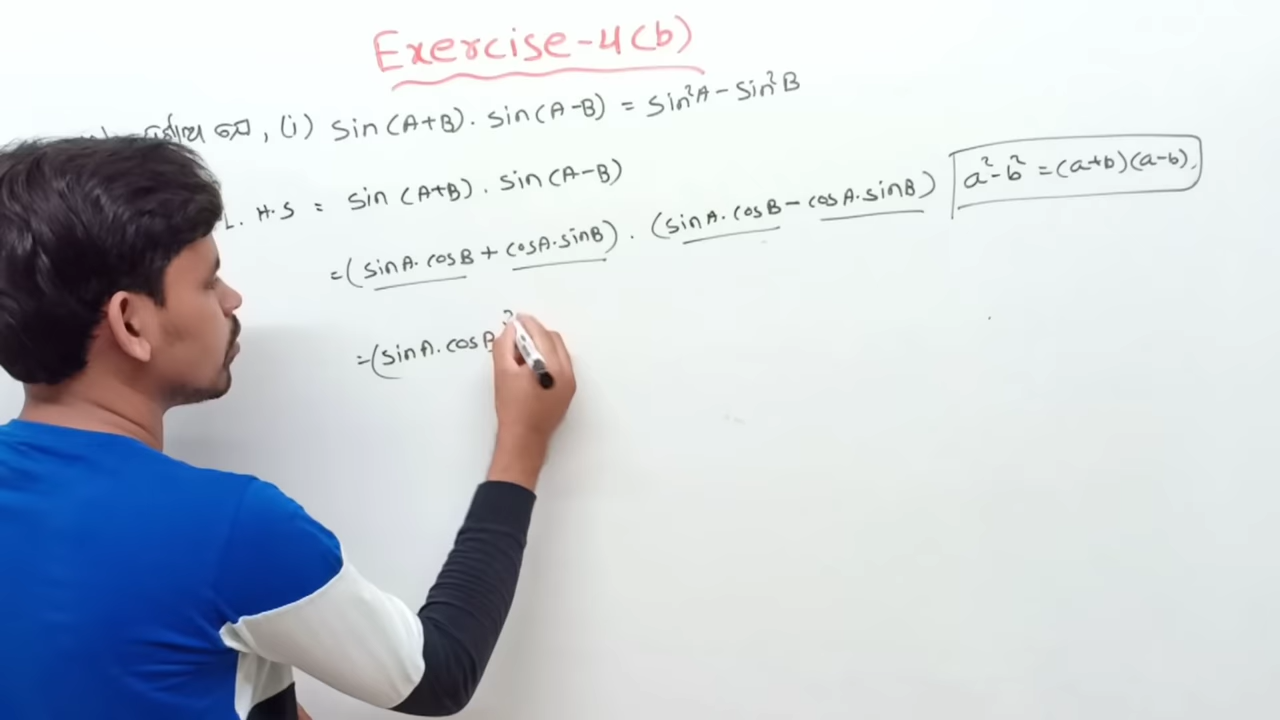 Exercise-4(b)
ଯେ, (i) sin(A+B). sin(A-B) = sin²A - sin²B
L.H.S = sin (A+B). sin(A-B)
=(sinA.cosB + cosA.sinB) . (sinA.cosB - cosA.sinB)
a²-b² =(a+b)(a-b).
=(sinA.cosB ²